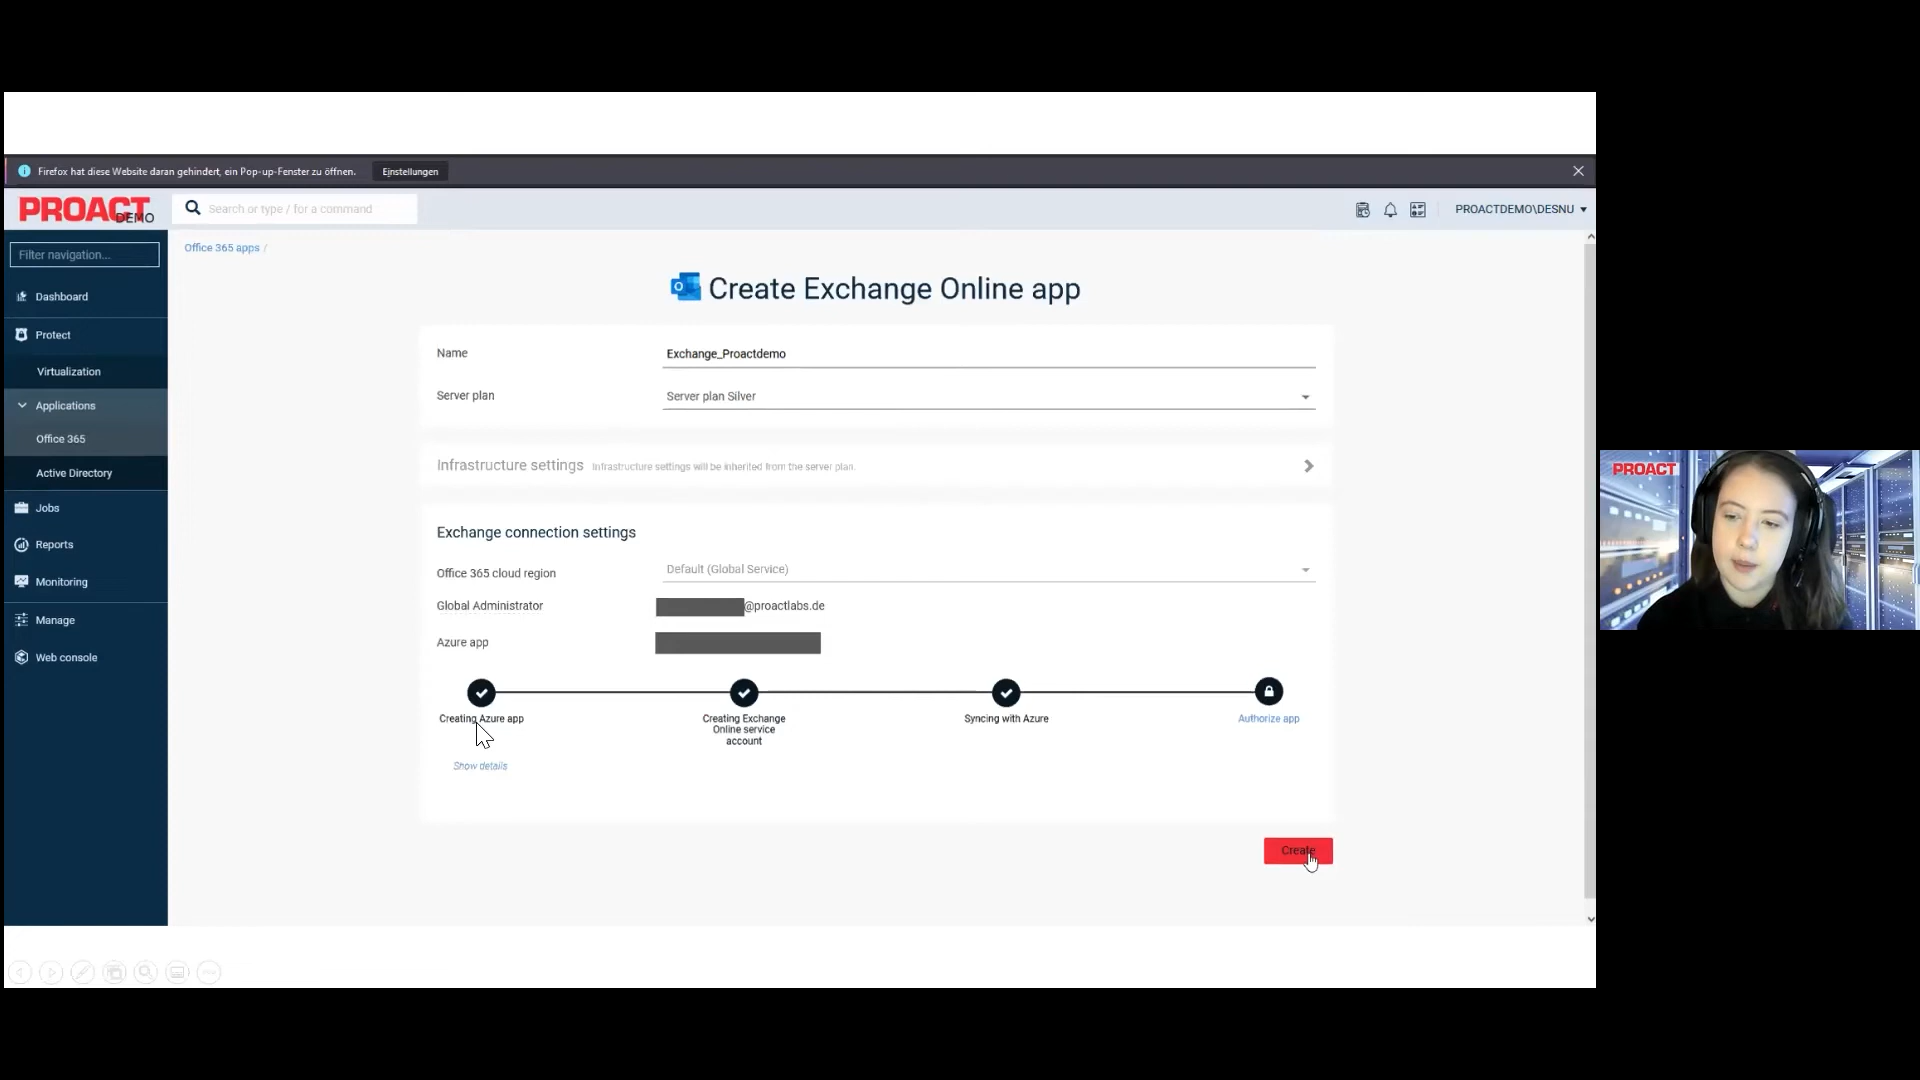 Firefox hat diese Website daran gehindert, ein Pop-up-Fenster zu öffnen.
Einstellungen
PROACT
DEMO
Search or type / for a command
PROACTDEMO\DESNU
Filter navigation...
Dashboard
Protect
Virtualization
Applications
Office 365
Active Directory
Jobs
Reports
Monitoring
Manage
Web console
Office 365 apps /
Create Exchange Online app
Name
Exchange_Proactdemo
Server plan
Server plan Silver
Infrastructure settings Infrastructure settings will be inherited from the server plan.
Exchange connection settings
Office 365 cloud region
Default (Global Service)
Global Administrator
@proactlabs.de
Azure app
Creating Azure app
Show details
Creating Exchange
Online service
account
Syncing with Azure
Authorize app
Create
PROACT